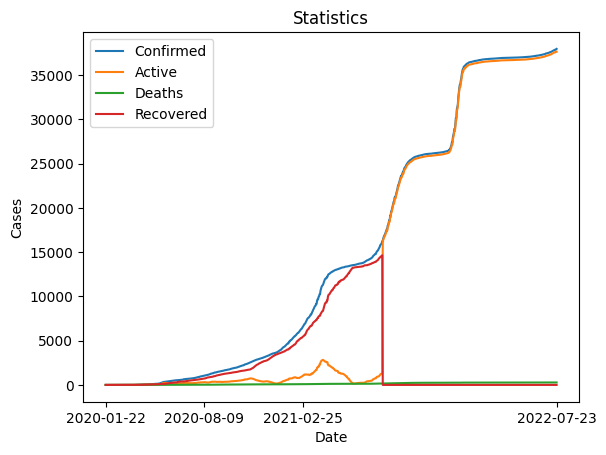 Statistics
Confirmed
Active
Deaths
Recovered
Cases
35000
30000
25000
20000
15000
10000
5000
0
2020-01-22 2020-08-09 2021-02-25 2022-07-23
Date